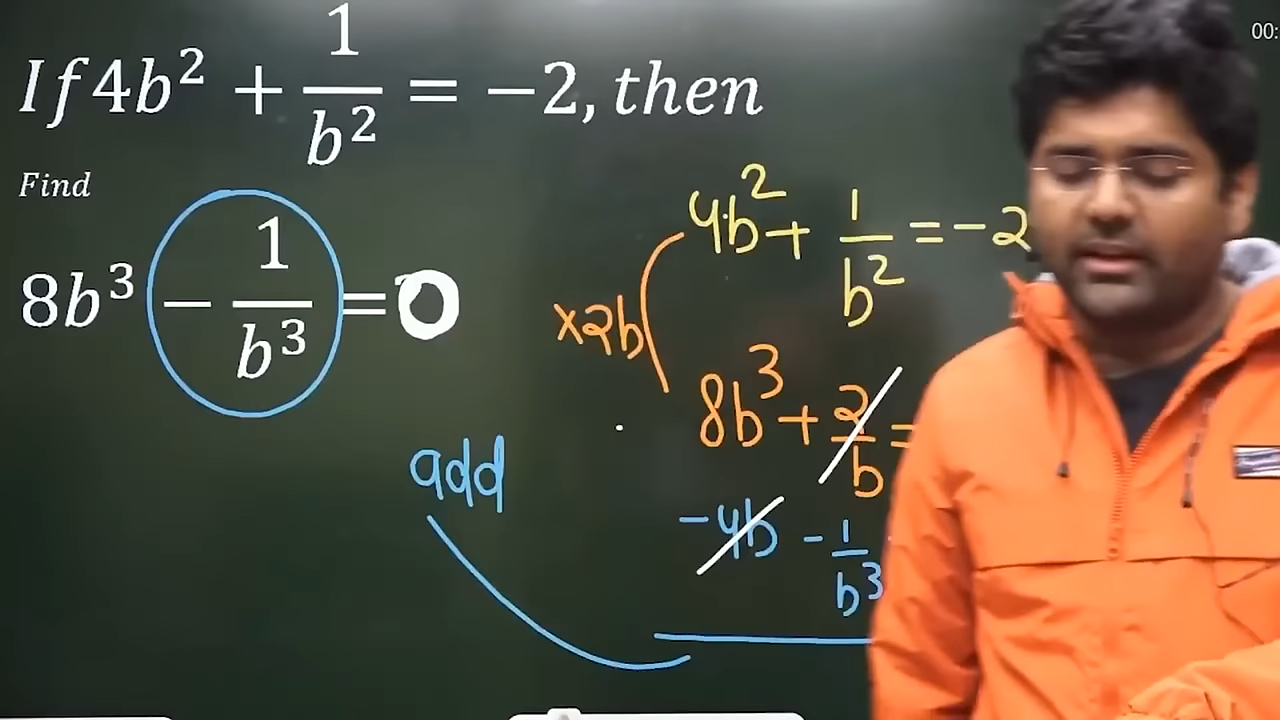 If 4b² + 1/b² = −2, then
Find
8b³ − 1/b³ = 0
4b² + 1/b² = −2
×2b
8b³ + 2/b =
add
−4b − 1/b³
00: